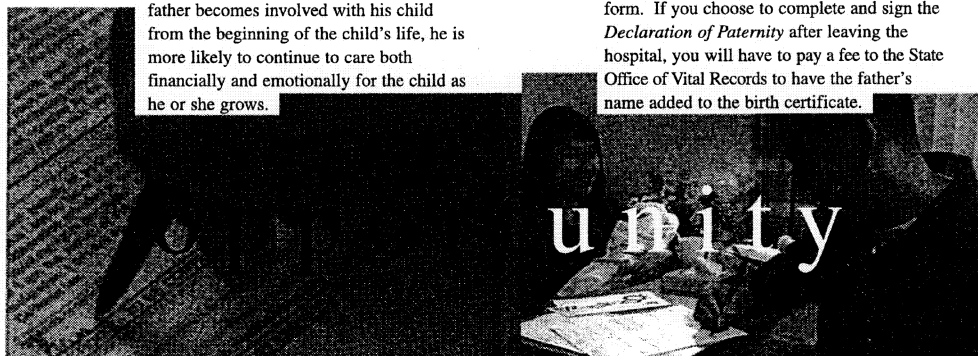 father becomes involved with his child
from the beginning of the child's life, he is
more likely to continue to care both
financially and emotionally for the child as
he or she grows.
form. If you choose to complete and sign the
Declaration of Paternity after leaving the
hospital, you will have to pay a fee to the State
Office of Vital Records to have the father's
name added to the birth certificate.
unity